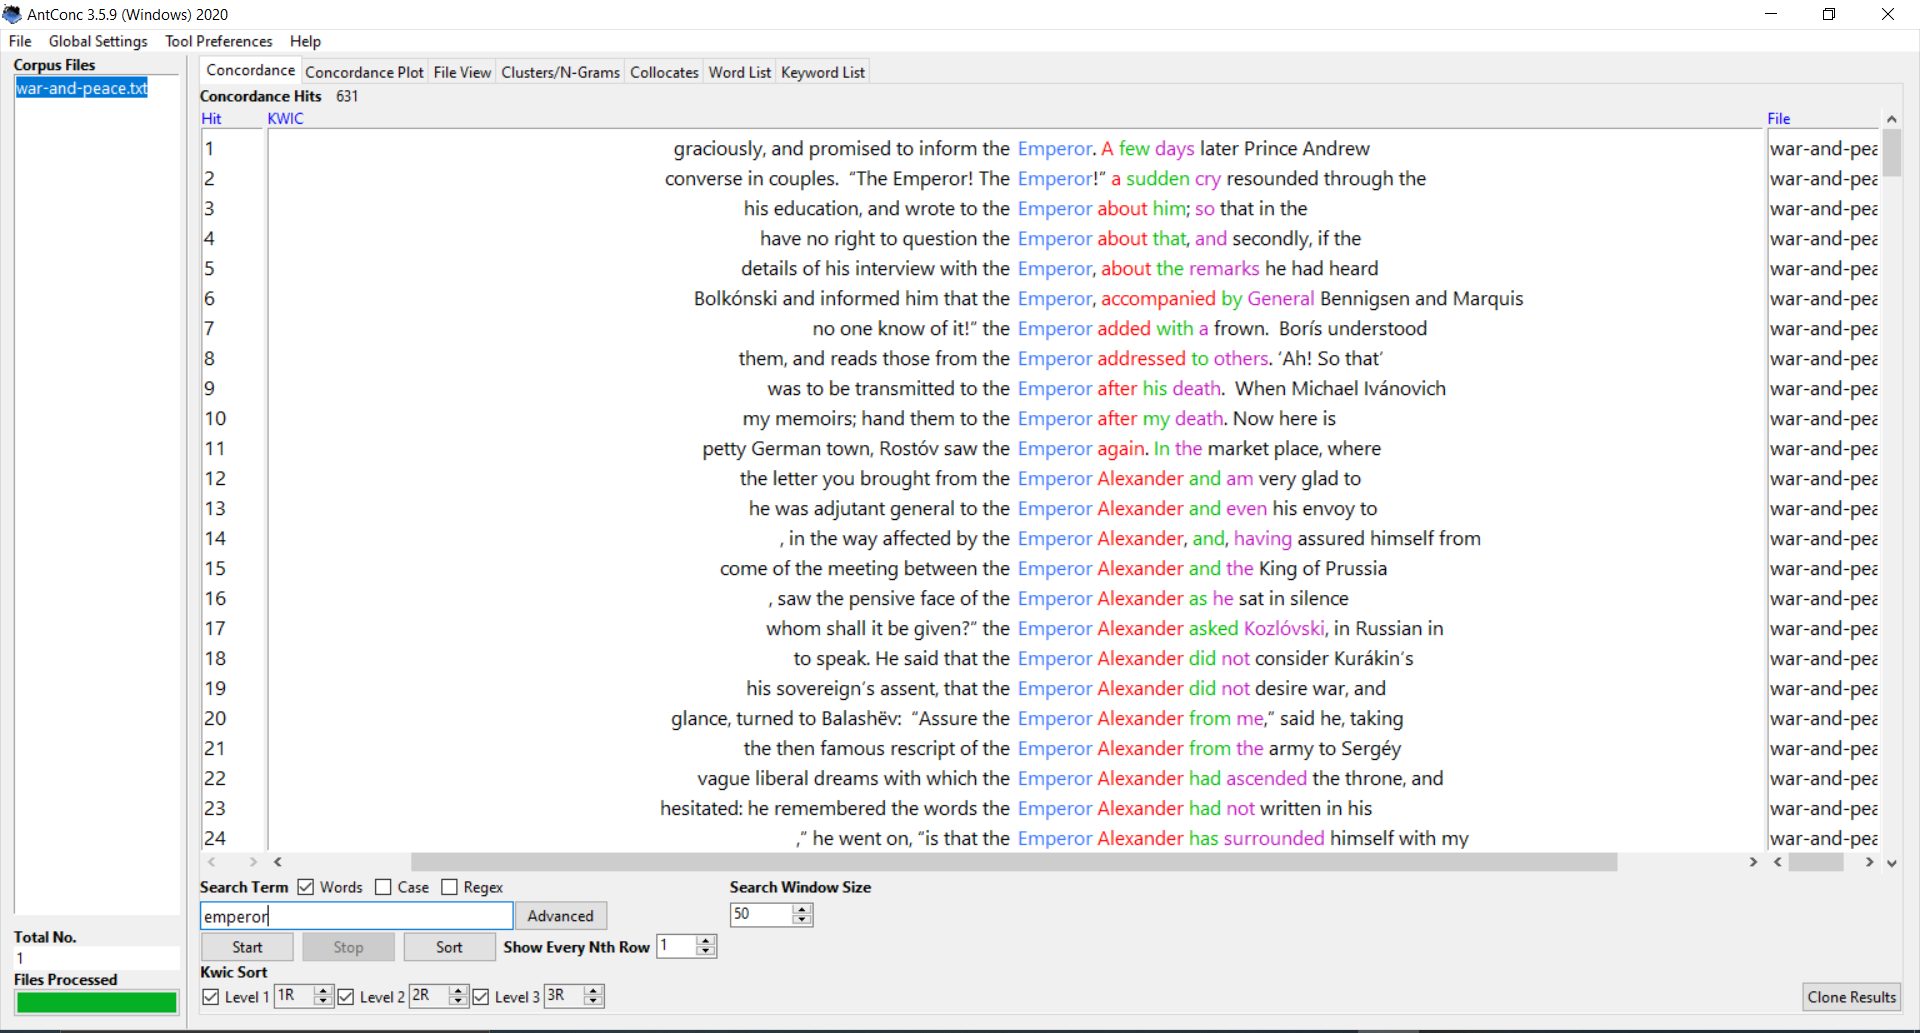 AntConc 3.5.9 (Windows) 2020
File Global Settings Tool Preferences Help
Corpus Files
war-and-peace.txt
Concordance Concordance Plot File View Clusters/N-Grams Collocates Word List Keyword List
Concordance Hits 631
Hit KWIC File
1 graciously, and promised to inform the Emperor. A few days later Prince Andrew war-and-pea
2 converse in couples. “The Emperor! The Emperor!” a sudden cry resounded through the war-and-pea
3 his education, and wrote to the Emperor about him; so that in the war-and-pea
4 have no right to question the Emperor about that, and secondly, if the war-and-pea
5 details of his interview with the Emperor, about the remarks he had heard war-and-pea
6 Bolkónski and informed him that the Emperor, accompanied by General Bennigsen and Marquis war-and-pea
7 no one know of it!” the Emperor added with a frown. Borís understood war-and-pea
8 them, and reads those from the Emperor addressed to others. ‘Ah! So that’ war-and-pea
9 was to be transmitted to the Emperor after his death. When Michael Ivánovich war-and-pea
10 my memoirs; hand them to the Emperor after my death. Now here is war-and-pea
11 petty German town, Rostóv saw the Emperor again. In the market place, where war-and-pea
12 the letter you brought from the Emperor Alexander and am very glad to war-and-pea
13 he was adjutant general to the Emperor Alexander and even his envoy to war-and-pea
14 , in the way affected by the Emperor Alexander, and, having assured himself from war-and-pea
15 come of the meeting between the Emperor Alexander and the King of Prussia war-and-pea
16 , saw the pensive face of the Emperor Alexander as he sat in silence war-and-pea
17 whom shall it be given?” the Emperor Alexander asked Kozlóvski, in Russian in war-and-pea
18 to speak. He said that the Emperor Alexander did not consider Kurákin’s war-and-pea
19 his sovereign’s assent, that the Emperor Alexander did not desire war, and war-and-pea
20 glance, turned to Balashëv: “Assure the Emperor Alexander from me,” said he, taking war-and-pea
21 the then famous rescript of the Emperor Alexander from the army to Sergéy war-and-pea
22 vague liberal dreams with which the Emperor Alexander had ascended the throne, and war-and-pea
23 hesitated: he remembered the words the Emperor Alexander had not written in his war-and-pea
24 ,” he went on, “is that the Emperor Alexander has surrounded himself with my war-and-pea
Search Term Words Case Regex Search Window Size
emperor Advanced 50
Start Stop Sort Show Every Nth Row 1
Kwic Sort
Level 1 1R Level 2 2R Level 3 3R Clone Results
Total No.
1
Files Processed